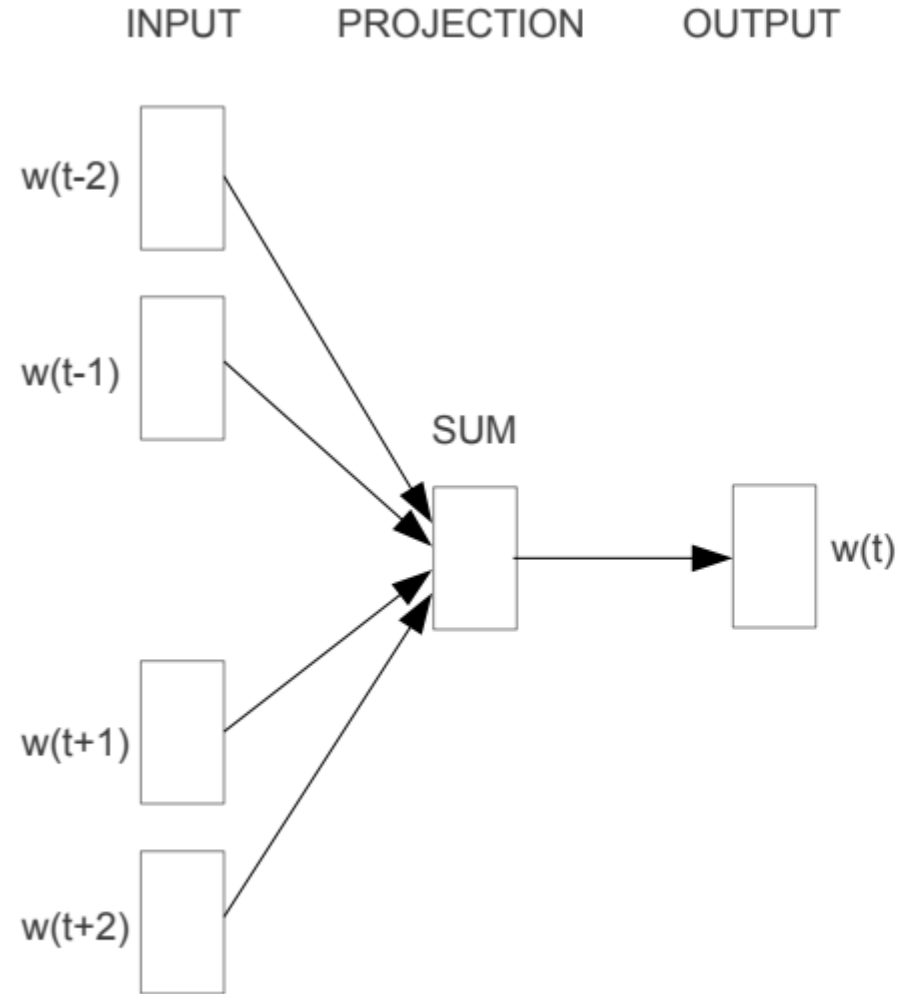 INPUT PROJECTION OUTPUT
w(t-2)
w(t-1)
SUM
w(t)
w(t+1)
w(t+2)